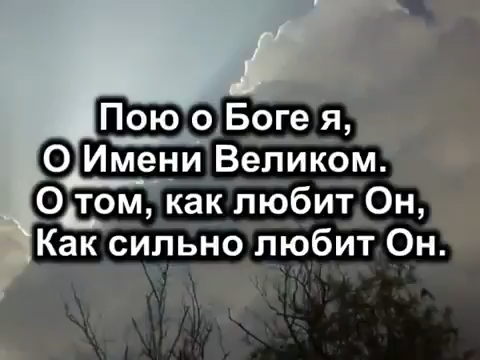 Пою о Боге я,
О Имени Великом.
О том, как любит Он,
Как сильно любит Он.